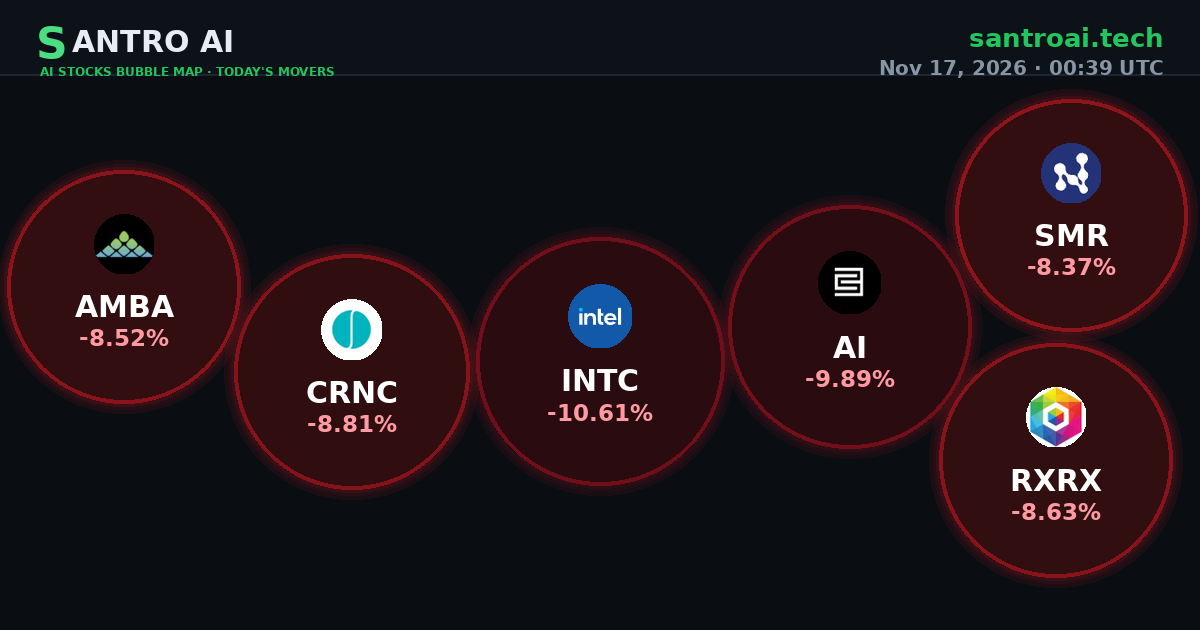 SANTRO AI
AI STOCKS BUBBLE MAP · TODAY'S MOVERS
santroai.tech
Nov 17, 2026 · 00:39 UTC
AMBA
-8.52%
CRNC
-8.81%
intel
INTC
-10.61%
AI
-9.89%
SMR
-8.37%
RXRX
-8.63%